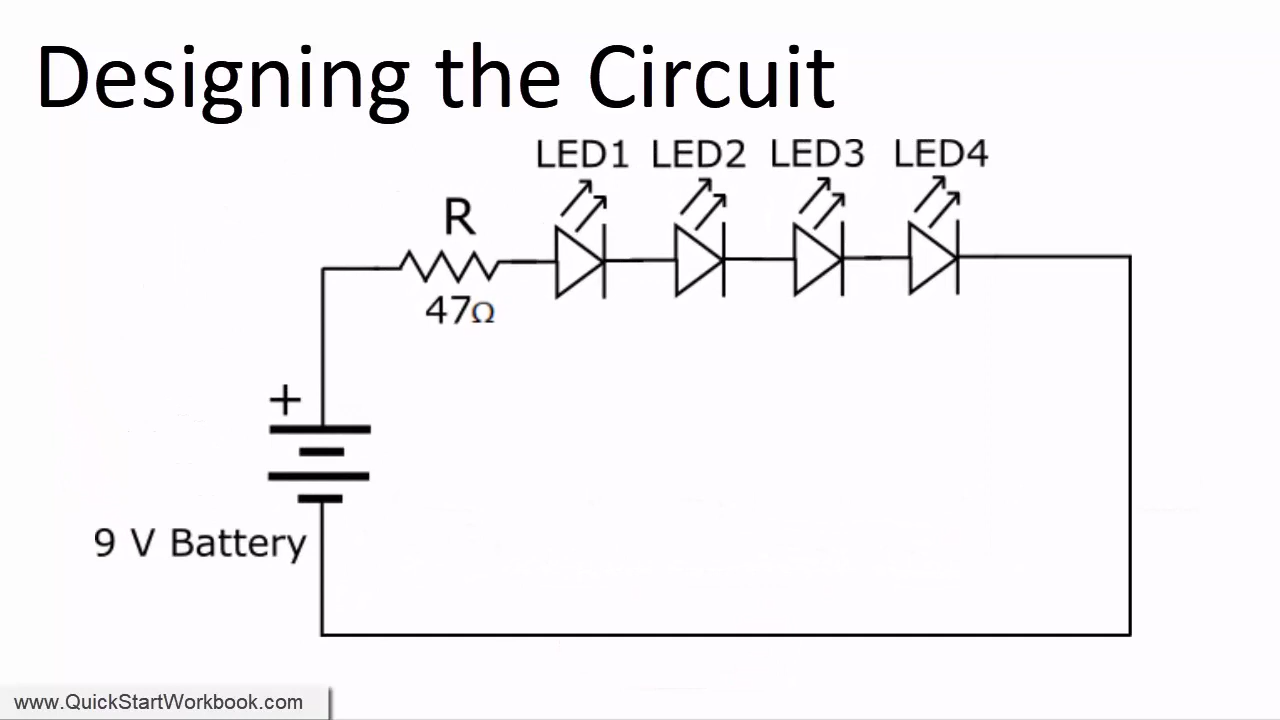 Designing the Circuit
LED1 LED2 LED3 LED4
R
47Ω
+
9 V Battery
www.QuickStartWorkbook.com